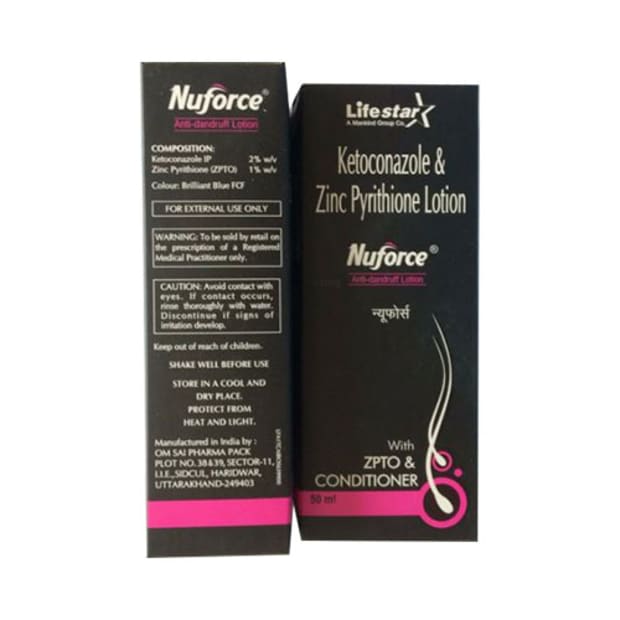 Nuforce®
Anti-dandruff Lotion
COMPOSITION:
Ketoconazole IP 2% w/v
Zinc Pyrithione (ZPTO) 1% w/v
Colour: Brilliant Blue FCF
FOR EXTERNAL USE ONLY
WARNING: To be sold by retail on
the prescription of a Registered
Medical Practitioner only.
CAUTION: Avoid contact with
eyes. If contact occurs,
rinse thoroughly with water.
Discontinue if signs of
irritation develop.
Keep out of reach of children.
SHAKE WELL BEFORE USE
STORE IN A COOL AND
DRY PLACE.
PROTECT FROM
HEAT AND LIGHT.
Manufactured in India by :
OM SAI PHARMA PACK
PLOT NO.38&39, SECTOR-11,
I.I.E.,SIDCUL, HARIDWAR,
UTTARAKHAND-249403
Lifestar
A Mankind Group Co.
Ketoconazole &
Zinc Pyrithione Lotion
Nuforce®
Anti-dandruff Lotion
न्यूफोर्स
With
ZPTO &
CONDITIONER
50 ml